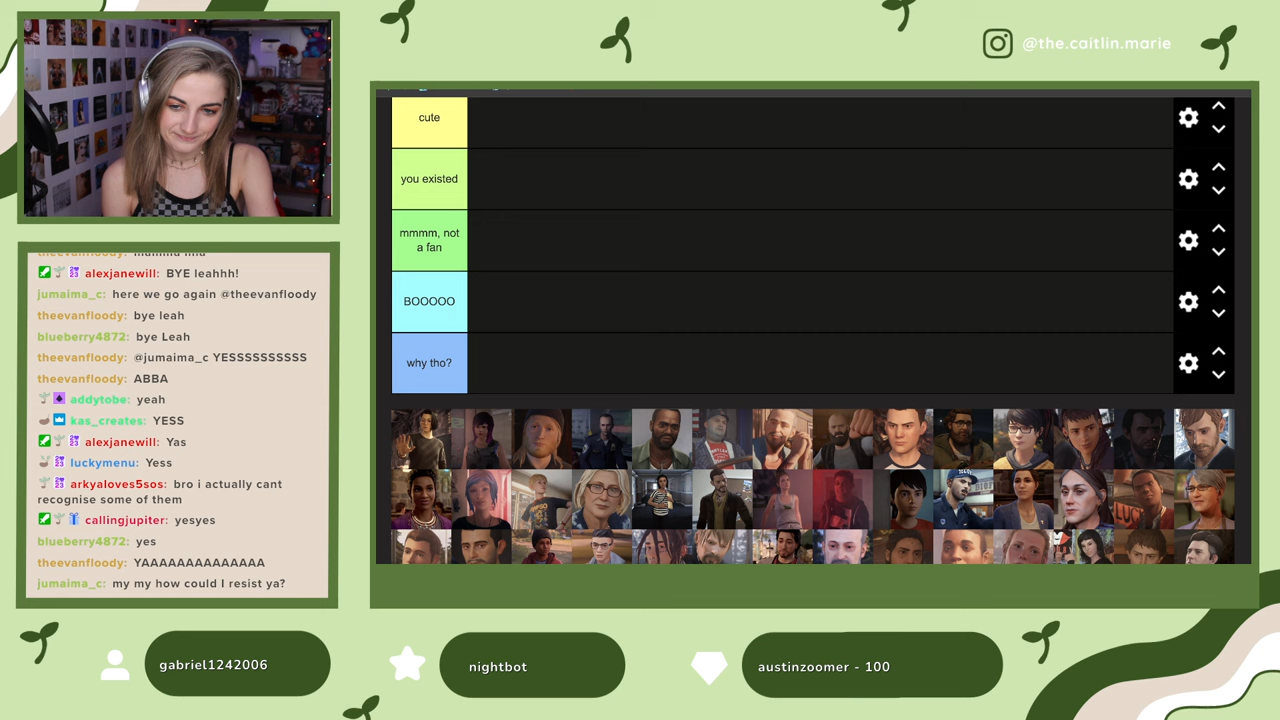 @the.caitlin.marie
cute
you existed
mmmm, not
a fan
BOOOOO
why tho?
alexjanewill: BYE leahhh!
jumaima_c: here we go again @theevanfloody
theevanfloody: bye leah
blueberry4872: bye Leah
theevanfloody: @jumaima_c YESSSSSSSSSS
theevanfloody: ABBA
addytobe: yeah
kas_creates: YESS
alexjanewill: Yas
luckymenu: Yess
arkyaloves5sos: bro i actually cant
recognise some of them
callingjupiter: yesyes
blueberry4872: yes
theevanfloody: YAAAAAAAAAAAAAA
jumaima_c: my my how could I resist ya?
gabriel1242006
nightbot
austinzoomer - 100